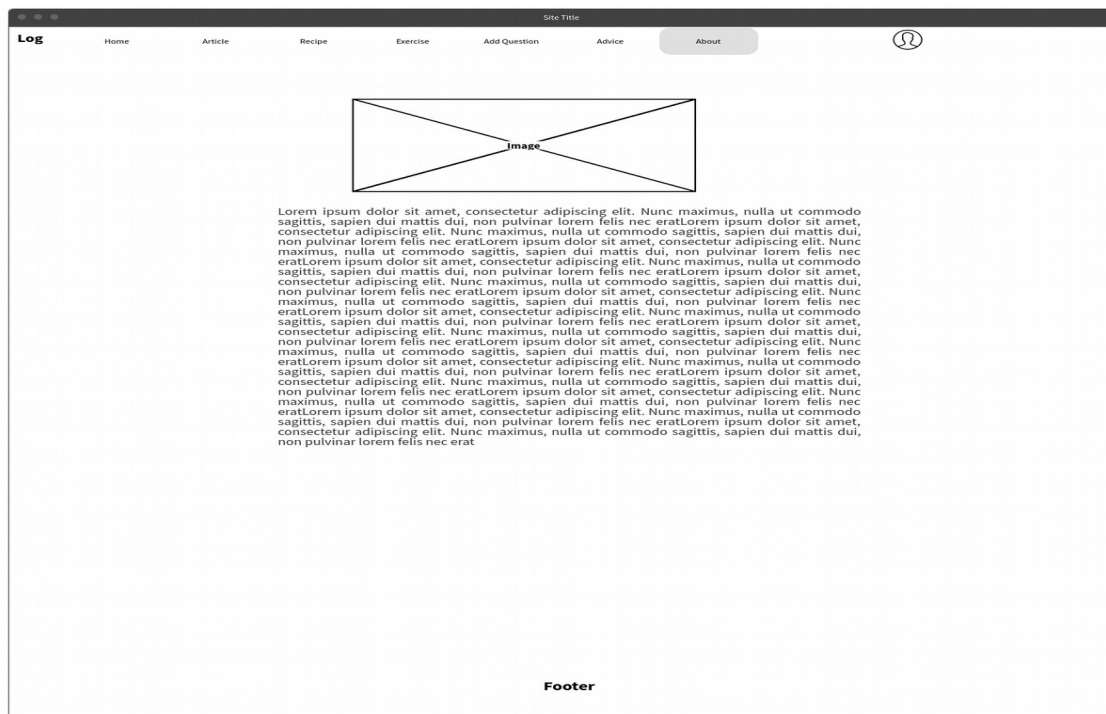 Site Title
Log
Home Article Recipe Exercise Add Question Advice About
Image
Lorem ipsum dolor sit amet, consectetur adipiscing elit. Nunc maximus, nulla ut commodo
sagittis, sapien dui mattis dui, non pulvinar lorem felis nec eratLorem ipsum dolor sit amet,
consectetur adipiscing elit. Nunc maximus, nulla ut commodo sagittis, sapien dui mattis dui,
non pulvinar lorem felis nec eratLorem ipsum dolor sit amet, consectetur adipiscing elit. Nunc
maximus, nulla ut commodo sagittis, sapien dui mattis dui, non pulvinar lorem felis nec
eratLorem ipsum dolor sit amet, consectetur adipiscing elit. Nunc maximus, nulla ut commodo
sagittis, sapien dui mattis dui, non pulvinar lorem felis nec eratLorem ipsum dolor sit amet,
consectetur adipiscing elit. Nunc maximus, nulla ut commodo sagittis, sapien dui mattis dui,
non pulvinar lorem felis nec eratLorem ipsum dolor sit amet, consectetur adipiscing elit. Nunc
maximus, nulla ut commodo sagittis, sapien dui mattis dui, non pulvinar lorem felis nec
eratLorem ipsum dolor sit amet, consectetur adipiscing elit. Nunc maximus, nulla ut commodo
sagittis, sapien dui mattis dui, non pulvinar lorem felis nec eratLorem ipsum dolor sit amet,
consectetur adipiscing elit. Nunc maximus, nulla ut commodo sagittis, sapien dui mattis dui,
non pulvinar lorem felis nec eratLorem ipsum dolor sit amet, consectetur adipiscing elit. Nunc
maximus, nulla ut commodo sagittis, sapien dui mattis dui, non pulvinar lorem felis nec
eratLorem ipsum dolor sit amet, consectetur adipiscing elit. Nunc maximus, nulla ut commodo
sagittis, sapien dui mattis dui, non pulvinar lorem felis nec eratLorem ipsum dolor sit amet,
consectetur adipiscing elit. Nunc maximus, nulla ut commodo sagittis, sapien dui mattis dui,
non pulvinar lorem felis nec eratLorem ipsum dolor sit amet, consectetur adipiscing elit. Nunc
maximus, nulla ut commodo sagittis, sapien dui mattis dui, non pulvinar lorem felis nec
eratLorem ipsum dolor sit amet, consectetur adipiscing elit. Nunc maximus, nulla ut commodo
sagittis, sapien dui mattis dui, non pulvinar lorem felis nec eratLorem ipsum dolor sit amet,
consectetur adipiscing elit. Nunc maximus, nulla ut commodo sagittis, sapien dui mattis dui,
non pulvinar lorem felis nec erat
Footer